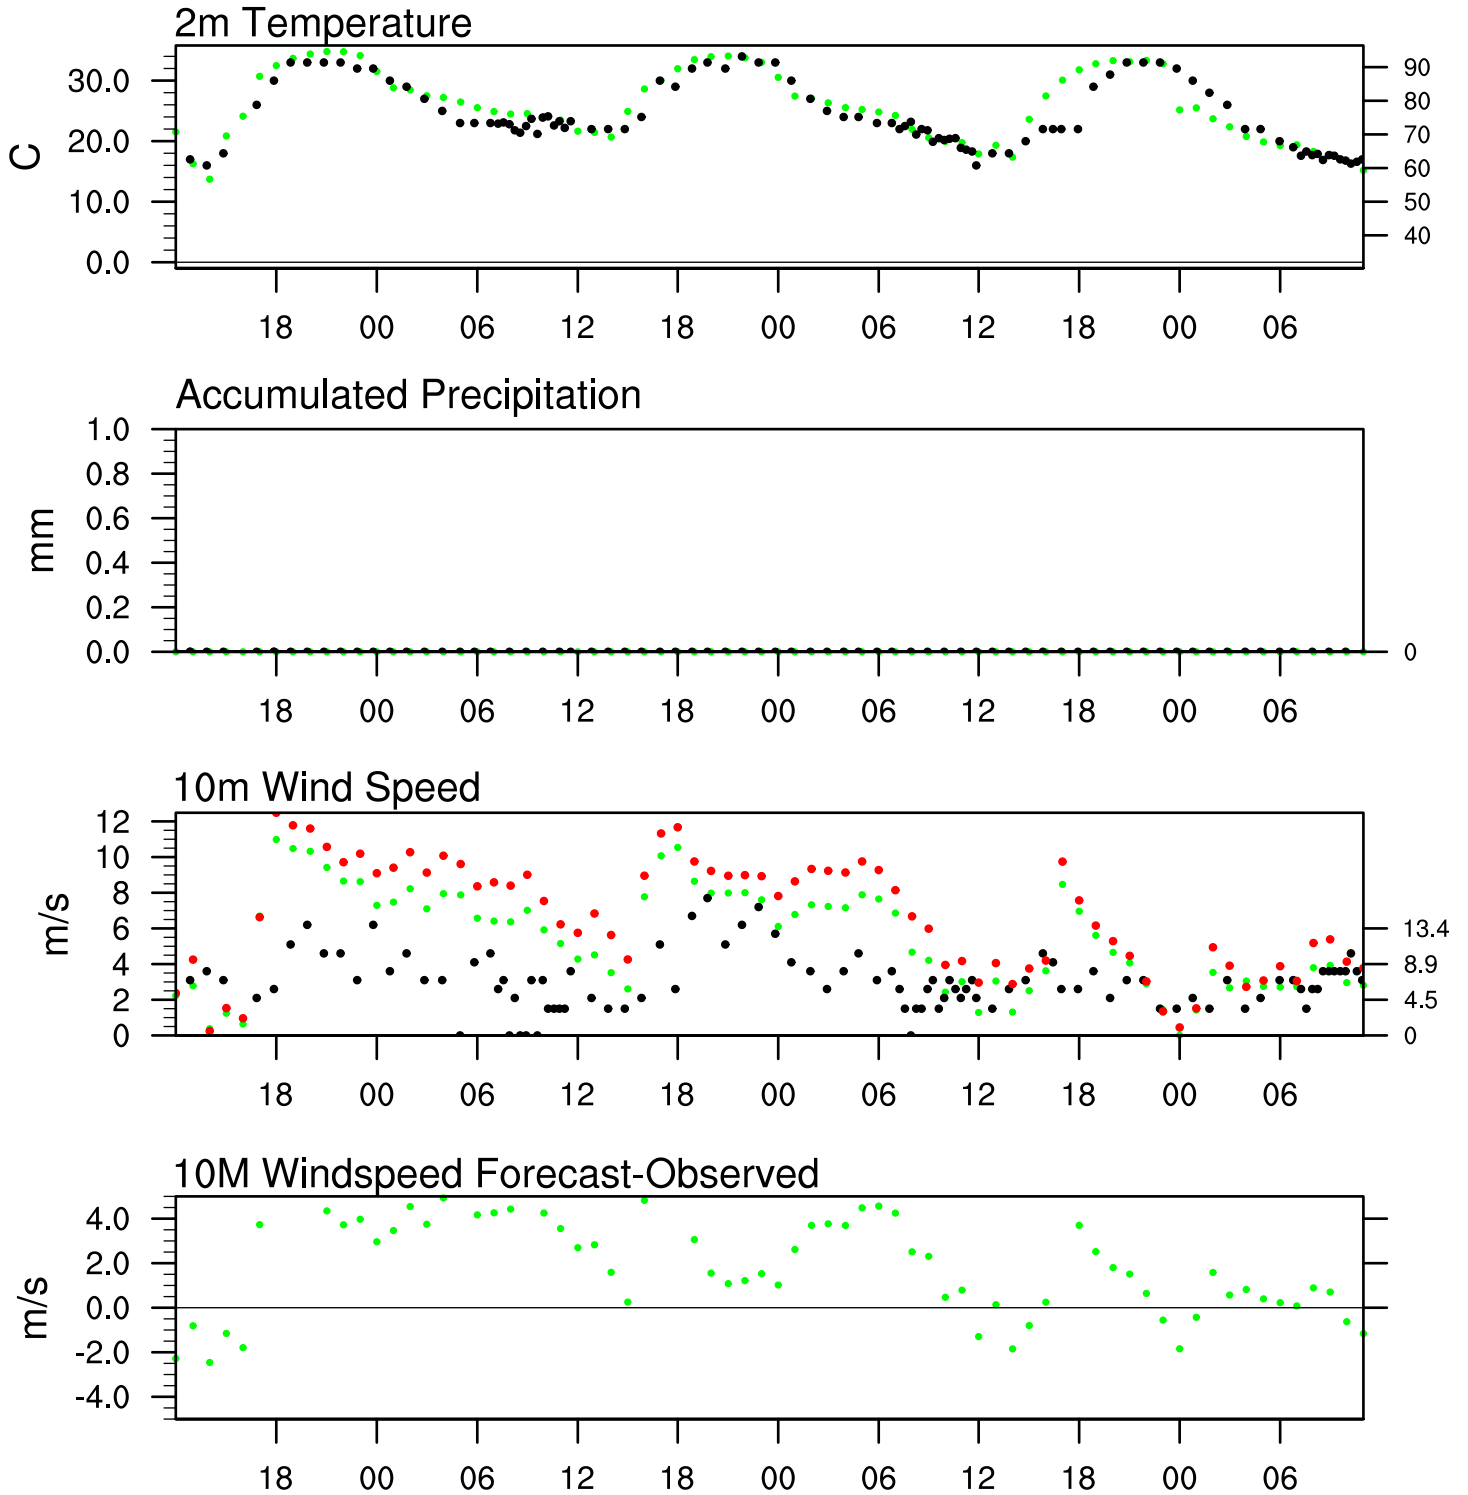 2m Temperature
30.0
20.0
10.0
0.0
C
90
80
70
60
50
40
18 00 06 12 18 00 06 12 18 00 06
Accumulated Precipitation
1.0
0.8
0.6
0.4
0.2
0.0
mm
0
18 00 06 12 18 00 06 12 18 00 06
10m Wind Speed
12
10
8
6
4
2
0
m/s
13.4
8.9
4.5
0
18 00 06 12 18 00 06 12 18 00 06
10M Windspeed Forecast-Observed
4.0
2.0
0.0
-2.0
-4.0
m/s
18 00 06 12 18 00 06 12 18 00 06